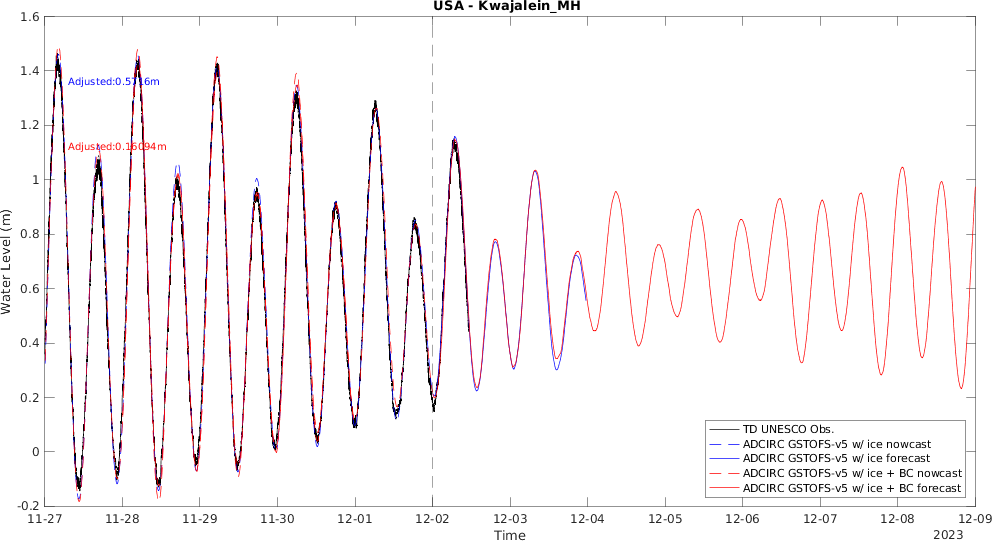 USA - Kwajalein_MH
1.6
1.4
1.2
1
0.8
0.6
0.4
0.2
0
-0.2
Water Level (m)
Adjusted:0.5716m
Adjusted:0.16094m
TD UNESCO Obs.
ADCIRC GSTOFS-v5 w/ ice nowcast
ADCIRC GSTOFS-v5 w/ ice forecast
ADCIRC GSTOFS-v5 w/ ice + BC nowcast
ADCIRC GSTOFS-v5 w/ ice + BC forecast
11-27 11-28 11-29 11-30 12-01 12-02 12-03 12-04 12-05 12-06 12-07 12-08 12-09
Time
2023